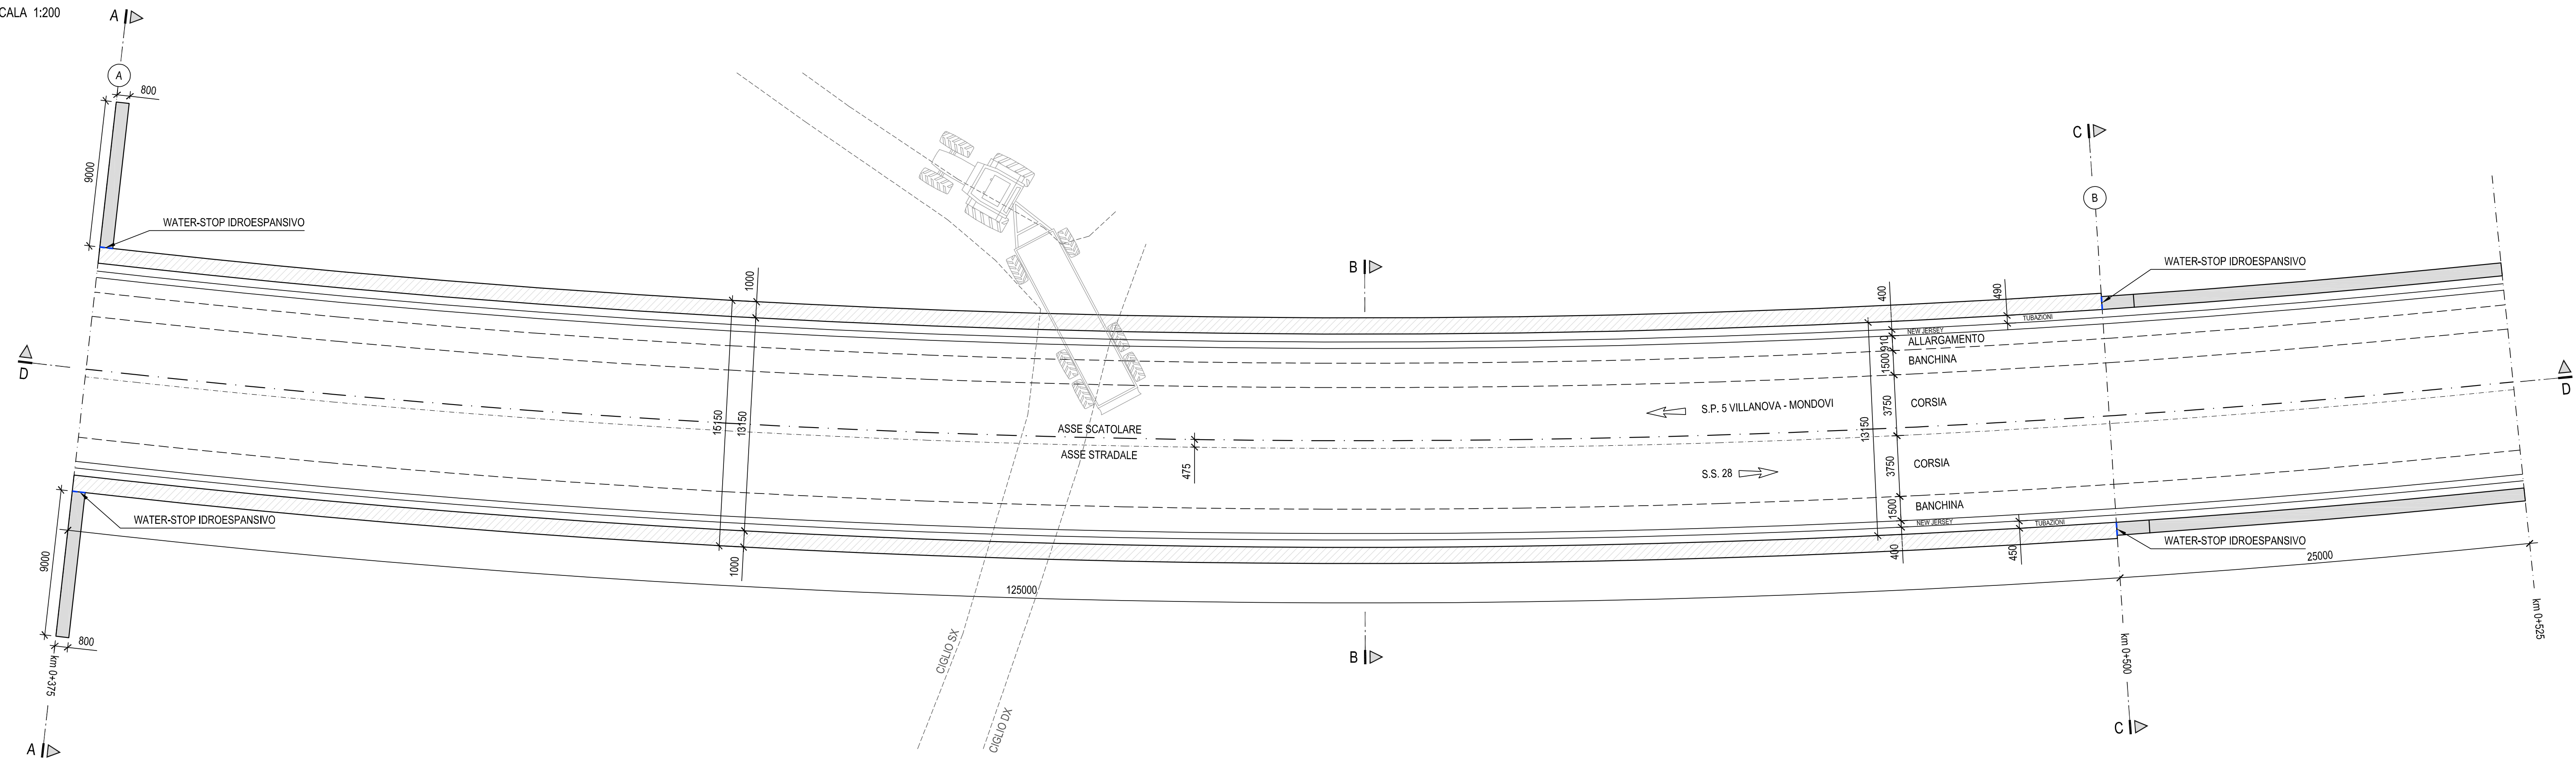 CALA 1:200
A
A
800
9000
WATER-STOP IDROESPANSIVO
C
B
WATER-STOP IDROESPANSIVO
B
1000
15150
13150
400
490
NEW JERSEY
TUBAZIONI
910
ALLARGAMENTO
1500
BANCHINA
3750
CORSIA
S.P. 5 VILLANOVA - MONDOVI
13150
D
D
ASSE SCATOLARE
ASSE STRADALE
475
S.S. 28
3750
CORSIA
1500
BANCHINA
NEW JERSEY
TUBAZIONI
400
450
WATER-STOP IDROESPANSIVO
WATER-STOP IDROESPANSIVO
9000
1000
125000
25000
800
km 0+375
CIGLIO SX
CIGLIO DX
B
km 0+500
km 0+525
A
C